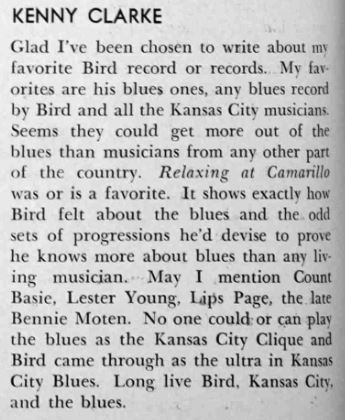 KENNY CLARKE
Glad I've been chosen to write about my
favorite Bird record or records. My fav-
orites are his blues ones, any blues record
by Bird and all the Kansas City musicians.
Seems they could get more out of the
blues than musicians from any other part
of the country. Relaxing at Camarillo
was or is a favorite. It shows exactly how
Bird felt about the blues and the odd
sets of progressions he'd devise to prove
he knows more about blues than any liv-
ing musician. May I mention Count
Basie, Lester Young, Lips Page, the late
Bennie Moten. No one could or can play
the blues as the Kansas City Clique and
Bird came through as the ultra in Kansas
City Blues. Long live Bird, Kansas City,
and the blues.